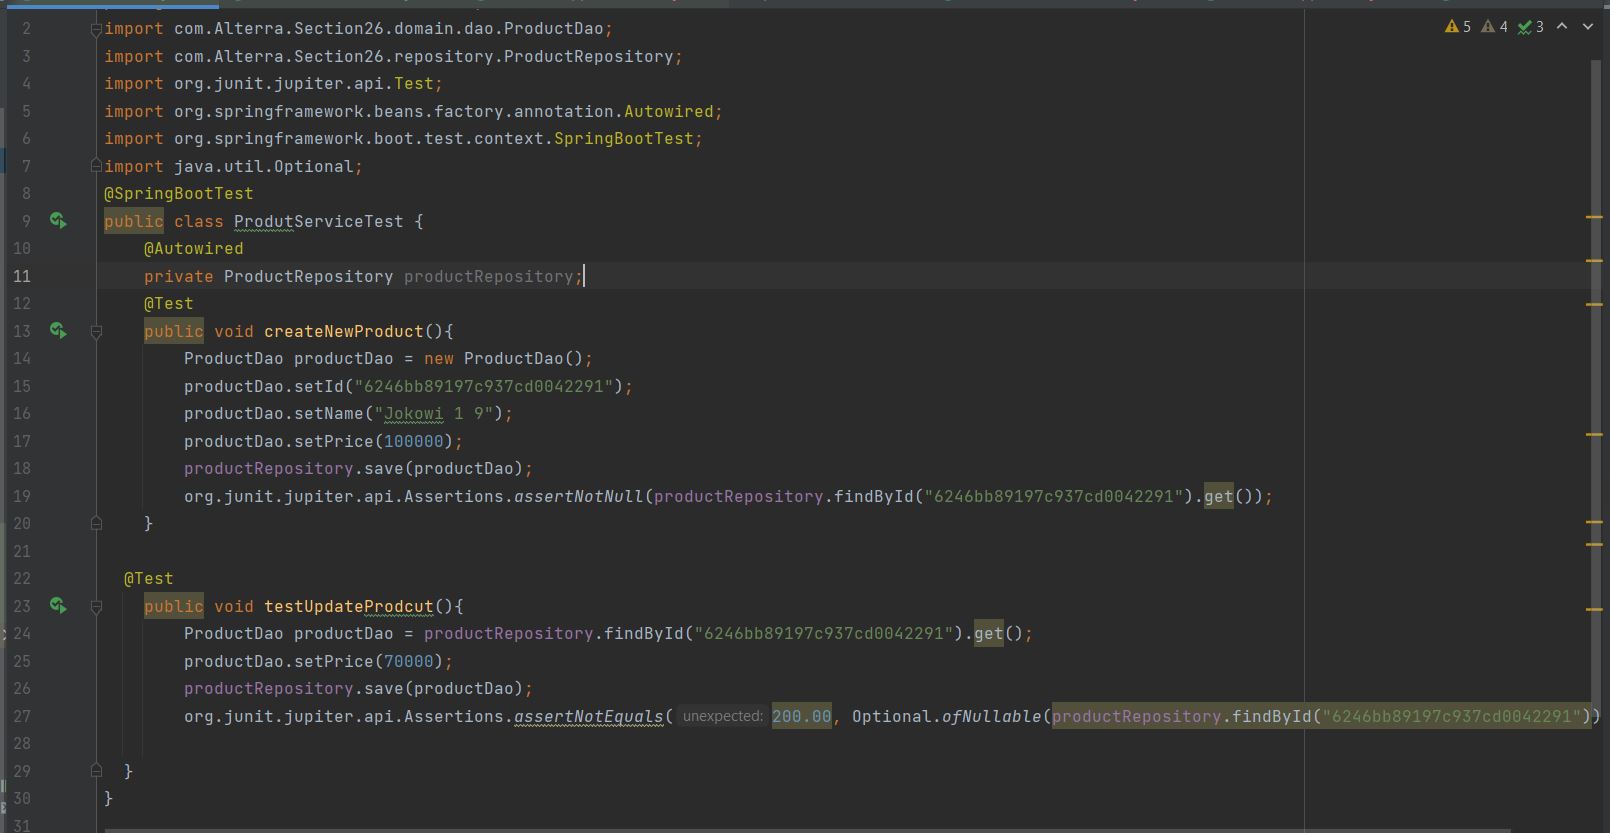 5 4 3
2 import com.Alterra.Section26.domain.dao.ProductDao;
3 import com.Alterra.Section26.repository.ProductRepository;
4 import org.junit.jupiter.api.Test;
5 import org.springframework.beans.factory.annotation.Autowired;
6 import org.springframework.boot.test.context.SpringBootTest;
7 import java.util.Optional;
8 @SpringBootTest
9 public class ProdutServiceTest {
10 @Autowired
11 private ProductRepository productRepository;
12 @Test
13 public void createNewProduct(){
14 ProductDao productDao = new ProductDao();
15 productDao.setId("6246bb89197c937cd0042291");
16 productDao.setName("Jokowi 1 9");
17 productDao.setPrice(100000);
18 productRepository.save(productDao);
19 org.junit.jupiter.api.Assertions.assertNotNull(productRepository.findById("6246bb89197c937cd0042291").get());
20 }
21
22 @Test
23 public void testUpdateProdcut(){
24 ProductDao productDao = productRepository.findById("6246bb89197c937cd0042291").get();
25 productDao.setPrice(70000);
26 productRepository.save(productDao);
27 org.junit.jupiter.api.Assertions.assertNotEquals( unexpected: 200.00, Optional.ofNullable(productRepository.findById("6246bb89197c937cd0042291"))
28
29 }
30 }
31